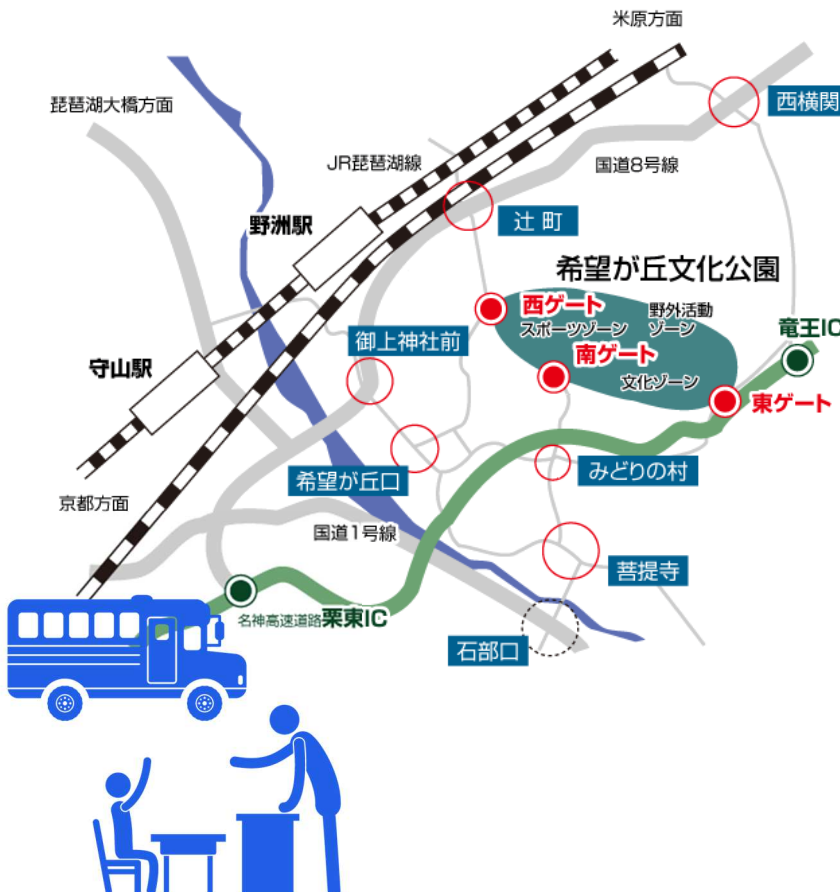 米原方面
琵琶湖大橋方面
西横関
JR琵琶湖線
国道8号線
野洲駅
辻町
希望が丘文化公園
西ゲート
野外活動
ゾーン
スポーツゾーン
竜王IC
御上神社前
南ゲート
守山駅
文化ゾーン
東ゲート
希望が丘口
みどりの村
京都方面
国道1号線
菩提寺
名神高速道路
栗東IC
石部口